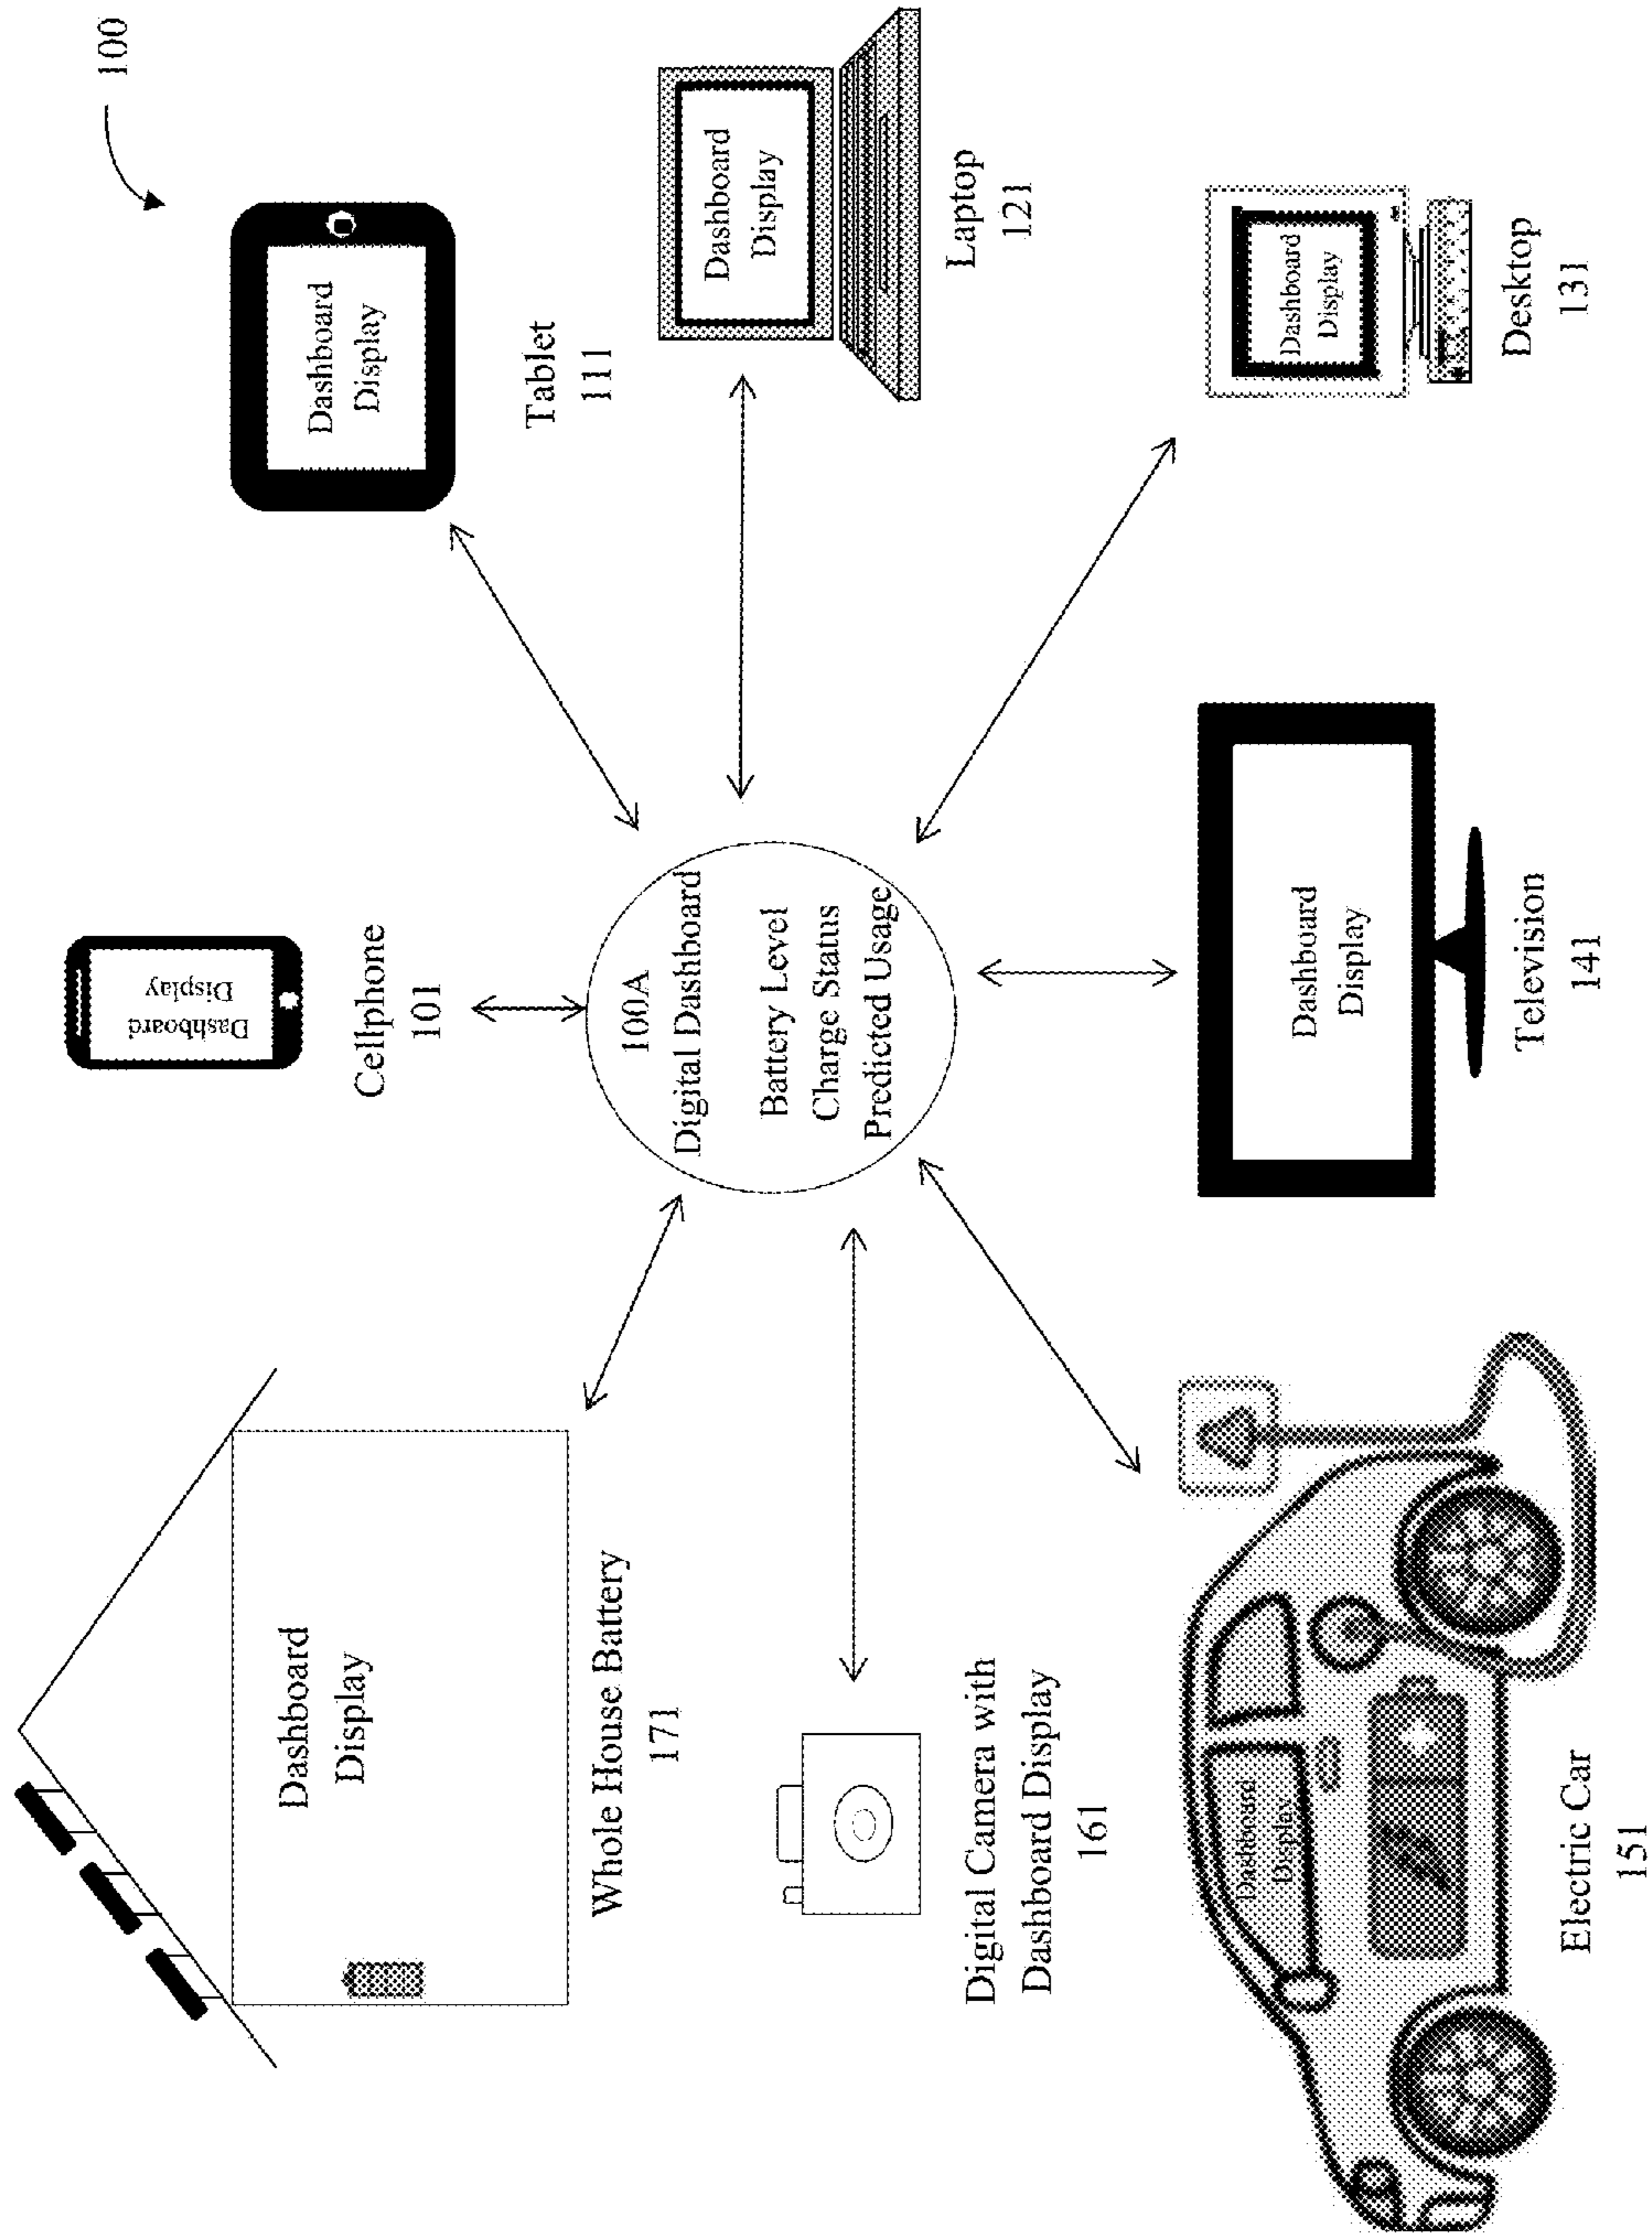 100
Dashboard
Display
Whole House Battery
171
Dashboard
Display
Cellphone
101
Dashboard
Display
Tablet
111
100A
Digital Dashboard
Battery Level
Charge Status
Predicted Usage
Dashboard
Display
Laptop
121
Digital Camera with
Dashboard Display
161
Dashboard
Display
Electric Car
151
Dashboard
Display
Television
141
Dashboard
Display
Desktop
131